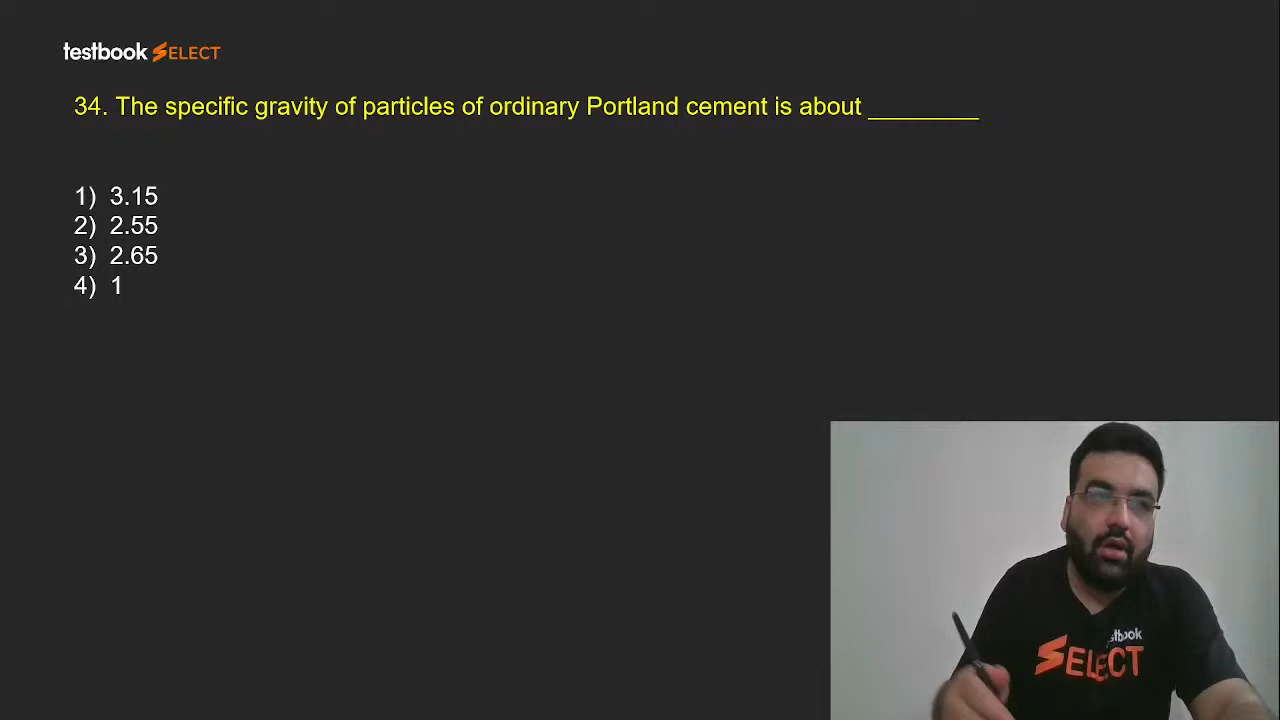 testbook SELECT
34. The specific gravity of particles of ordinary Portland cement is about ________
1) 3.15
2) 2.55
3) 2.65
4) 1
stbook
SELECT